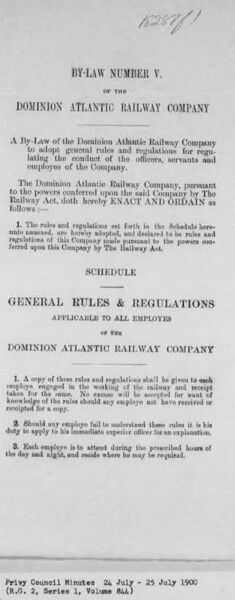 BY-LAW NUMBER V.
OF THE
DOMINION ATLANTIC RAILWAY COMPANY
A By-Law of the Dominion Atlantic Railway Company
to adopt general rules and regulations for regu-
lating the conduct of the officers, servants and
employes of the Company.
The Dominion Atlantic Railway Company, pursuant
to the powers conferred upon the said Company by The
Railway Act, doth hereby ENACT AND ORDAIN as
follows :—
1. The rules and regulations set forth in the Schedule here-
unto annexed, are hereby adopted, and declared to be rules and
regulations of this Company made pursuant to the powers con-
ferred upon this Company by The Railway Act.
SCHEDULE
GENERAL RULES & REGULATIONS
APPLICABLE TO ALL EMPLOYES
OF THE
DOMINION ATLANTIC RAILWAY COMPANY
1. A copy of these rules and regulations shall be given to each
employe engaged in the working of the railway and receipt
taken for the same. No excuse will be accepted for want of
knowledge of the rules should any employe not have received or
receipted for a copy.
2. Should any employe fail to understand these rules it is his
duty to apply to his immediate superior officer for an explanation.
3. Each employe is to attend during the prescribed hours of
the day and night, and reside where he may be required.
Privy Council Minutes 24 July - 25 July 1900
(R.G. 2, Series 1, Volume 844)